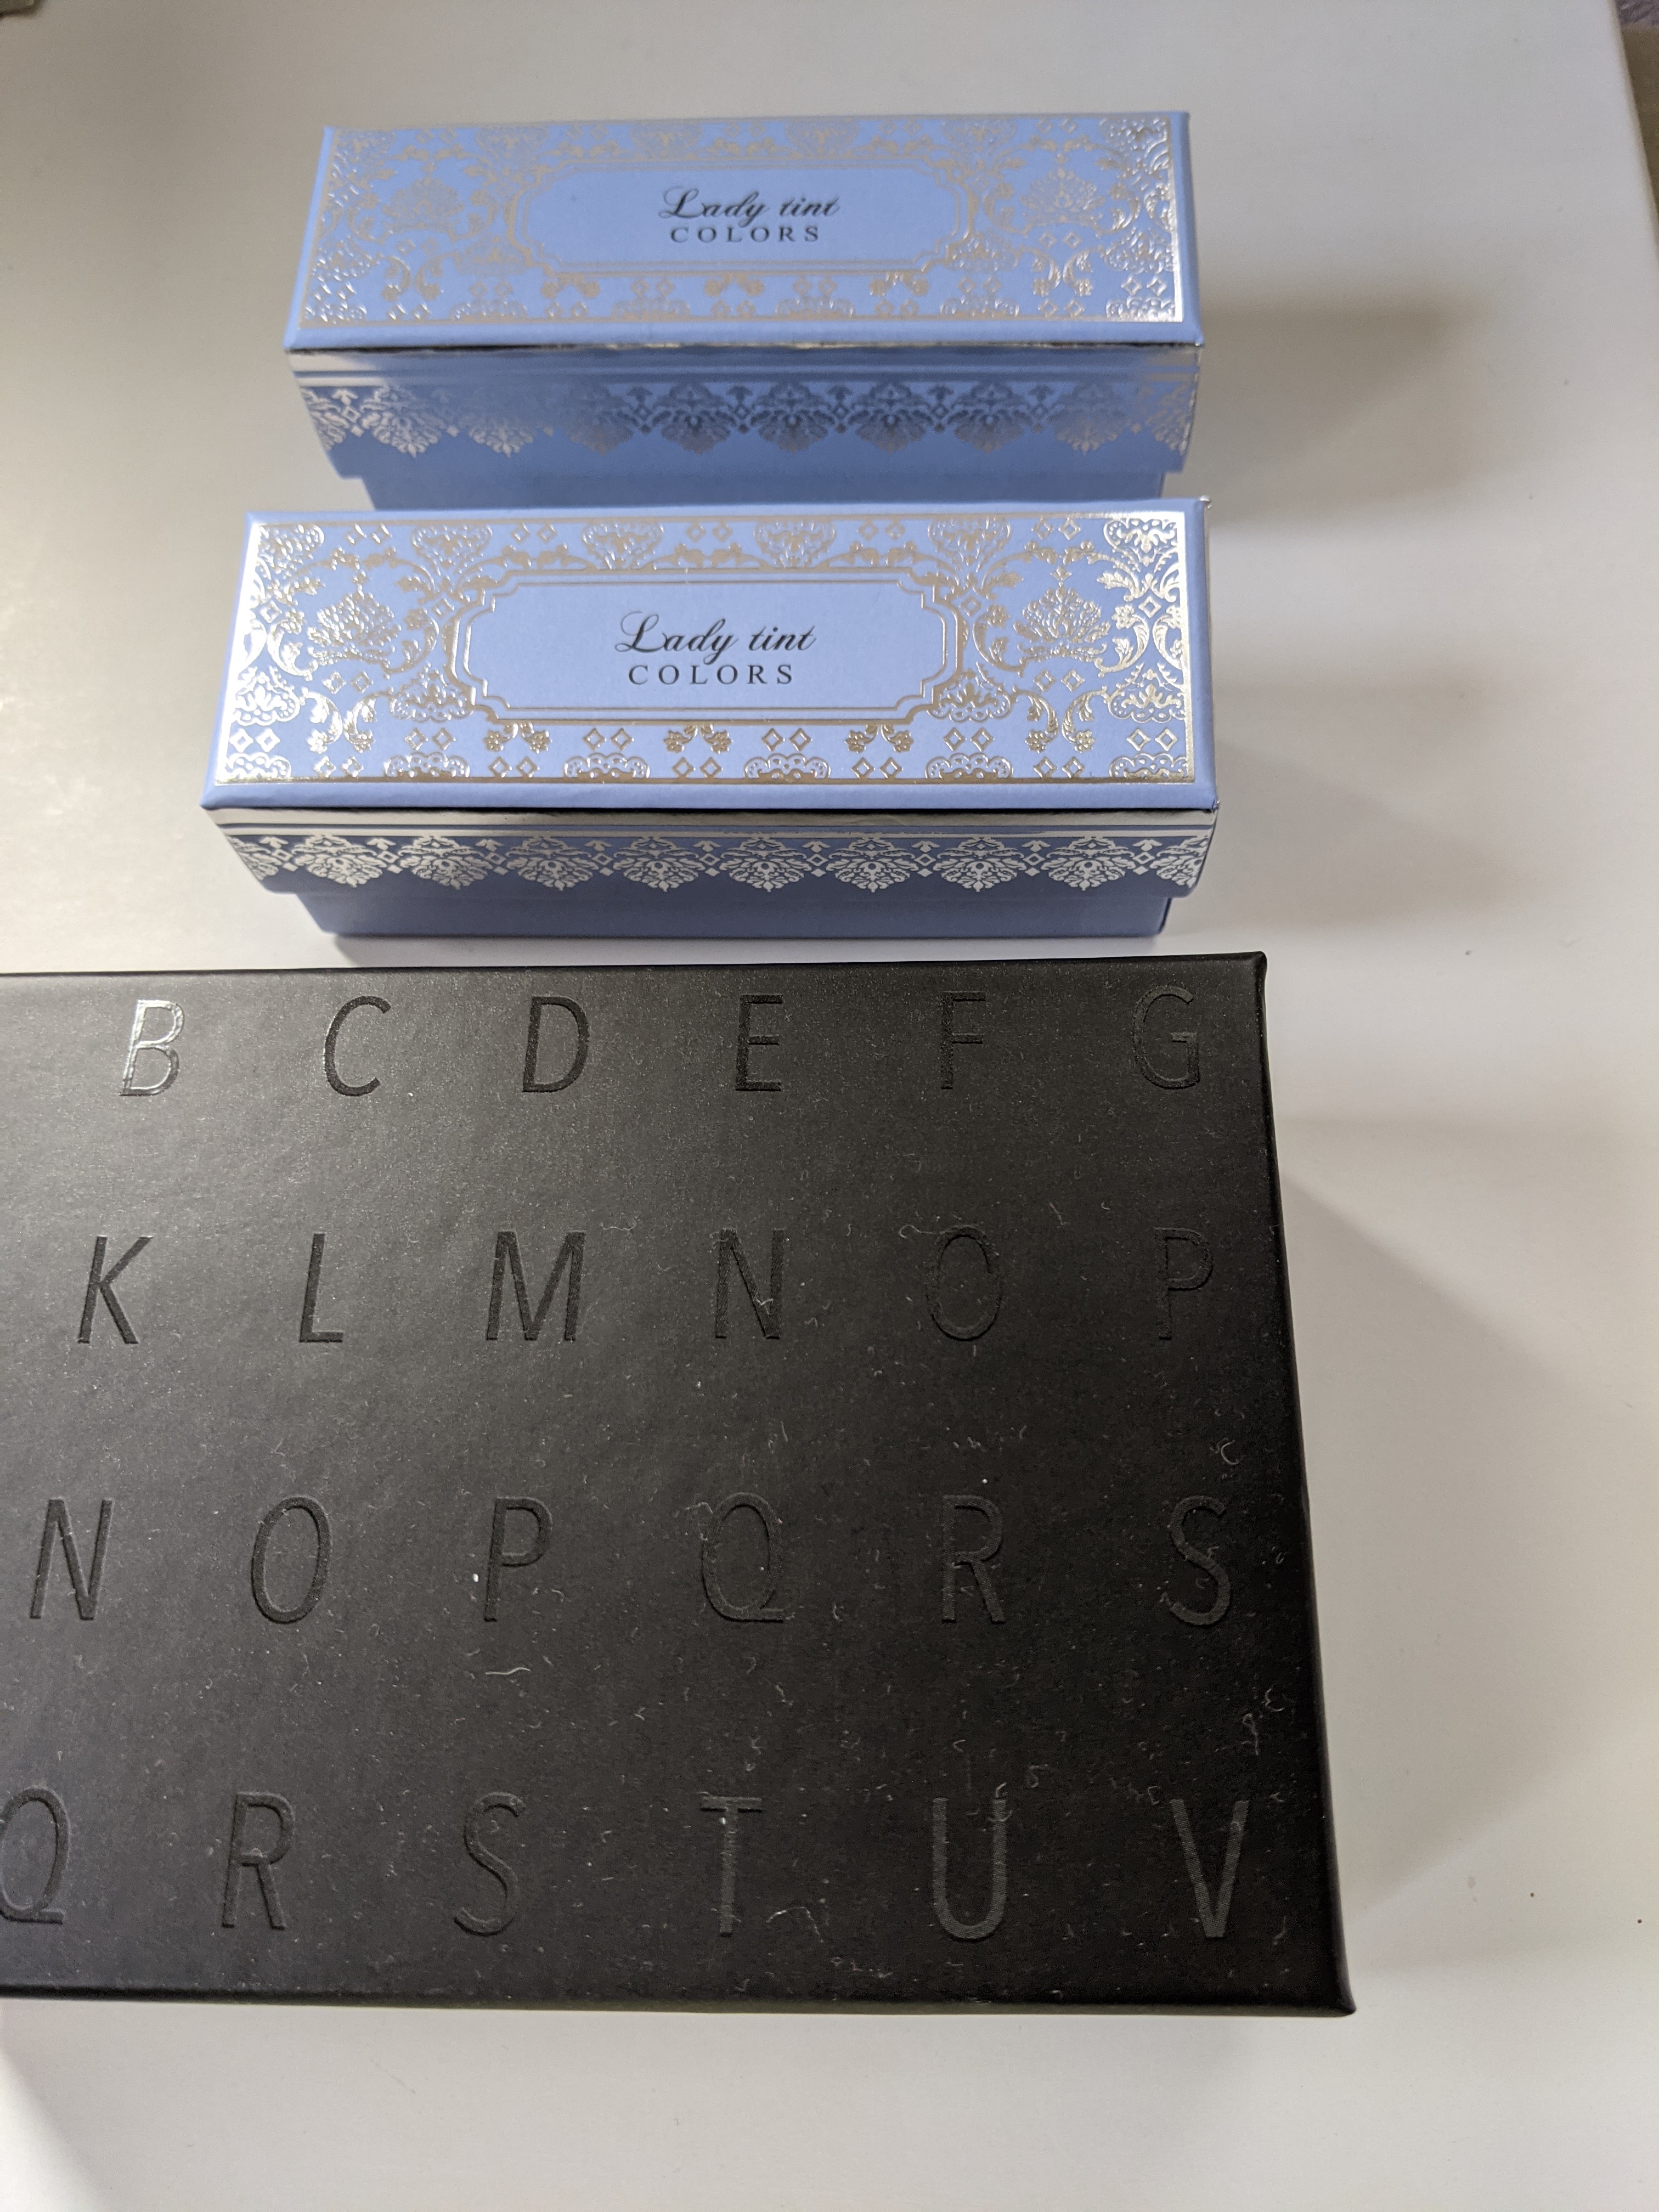 Lady tint
COLORS
Lady tint
COLORS
B C D E F G
K L M N O P
N O P Q R S
Q R S T U V